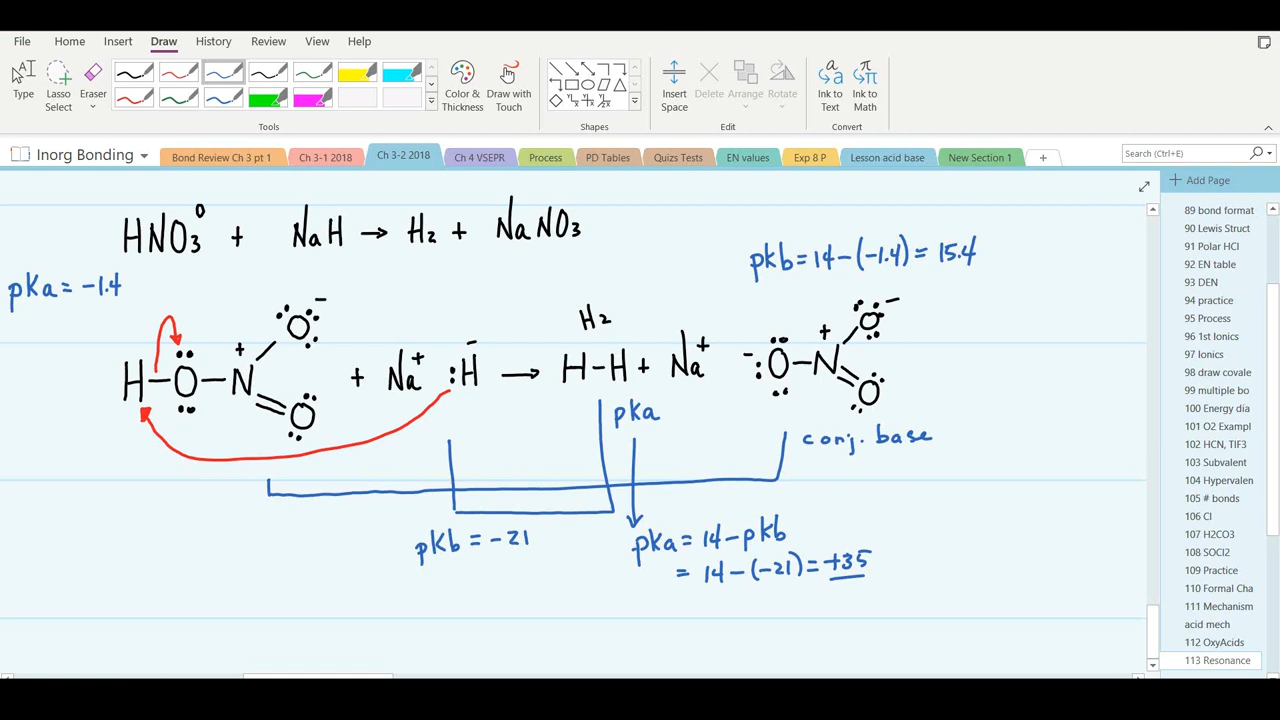 File Home Insert Draw History Review View Help
Type Lasso Select Eraser Color & Thickness Draw with Touch Insert Space Delete Arrange Rotate Ink to Text Ink to Math
Tools Shapes Edit Convert
Inorg Bonding Bond Review Ch 3 pt 1 Ch 3-1 2018 Ch 3-2 2018 Ch 4 VSEPR Process PD Tables Quizs Tests EN values Exp 8 P Lesson acid base New Section 1 + Search (Ctrl+E)
+ Add Page
89 bond format
90 Lewis Struct
91 Polar HCl
92 EN table
93 DEN
94 practice
95 Process
96 1st Ionics
97 Ionics
98 draw covale
99 multiple bo
100 Energy dia
101 O2 Exampl
102 HCN, TIF3
103 Subvalent
104 Hypervalen
105 # bonds
106 CI
107 H2CO3
108 SOCl2
109 Practice
110 Formal Cha
111 Mechanism
acid mech
112 OxyAcids
113 Resonance
HNO₃⁰ + NaH → H₂ + NaNO₃
pKa = -1.4
pKb = 14 - (-1.4) = 15.4
H₂
H-O-N⁺ O⁻ O + Na⁺ :H⁻ → H-H + Na⁺ ⁻:O-N⁺ O⁻ O
pKa
conj. base
pKb = -21
pKa = 14 - pKb
= 14 - (-21) = +35